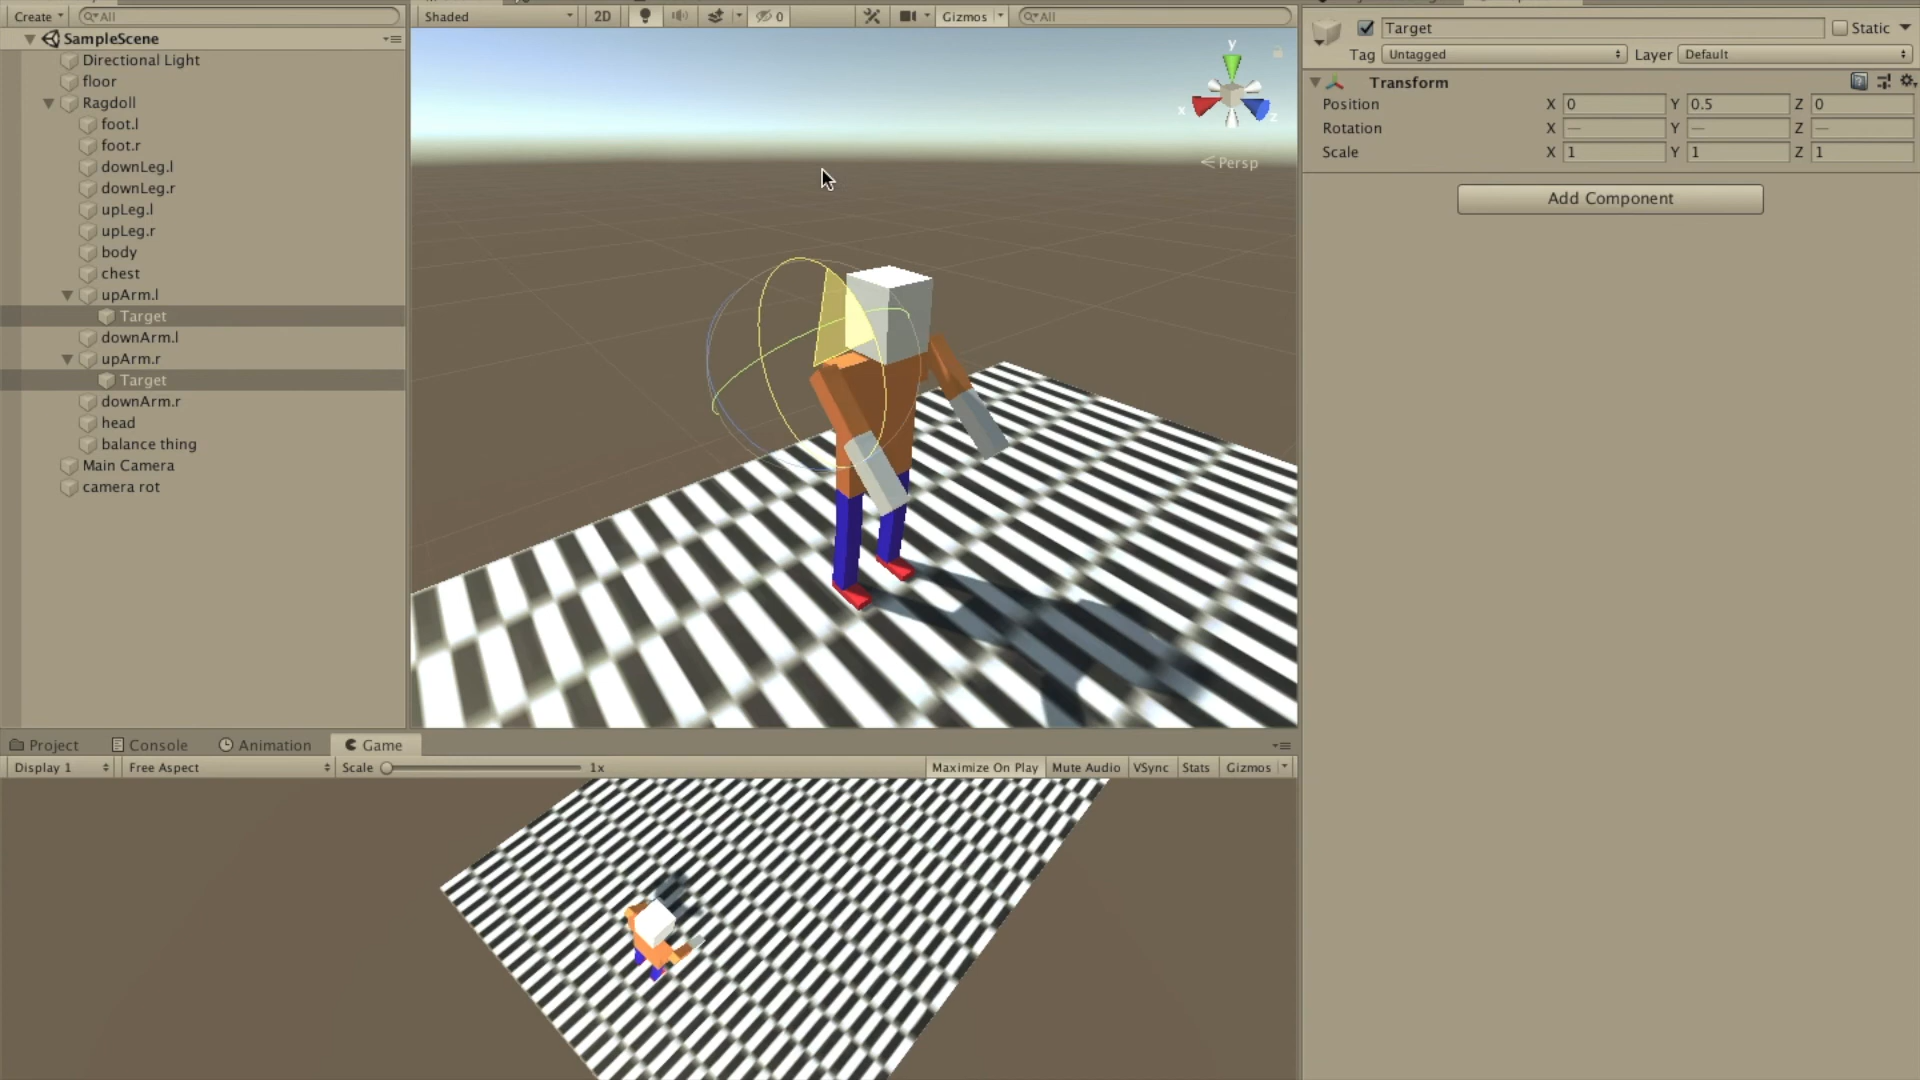 Create
All
SampleScene
Directional Light
floor
Ragdoll
foot.l
foot.r
downLeg.l
downLeg.r
upLeg.l
upLeg.r
body
chest
upArm.l
Target
downArm.l
upArm.r
Target
downArm.r
head
balance thing
Main Camera
camera rot
Shaded
2D
0
Gizmos
All
y
x
z
Persp
Target
Static
Tag Untagged Layer Default
Transform
Position X 0 Y 0.5 Z 0
Rotation X — Y — Z —
Scale X 1 Y 1 Z 1
Add Component
Project Console Animation Game
Display 1 Free Aspect Scale 1x Maximize On Play Mute Audio VSync Stats Gizmos